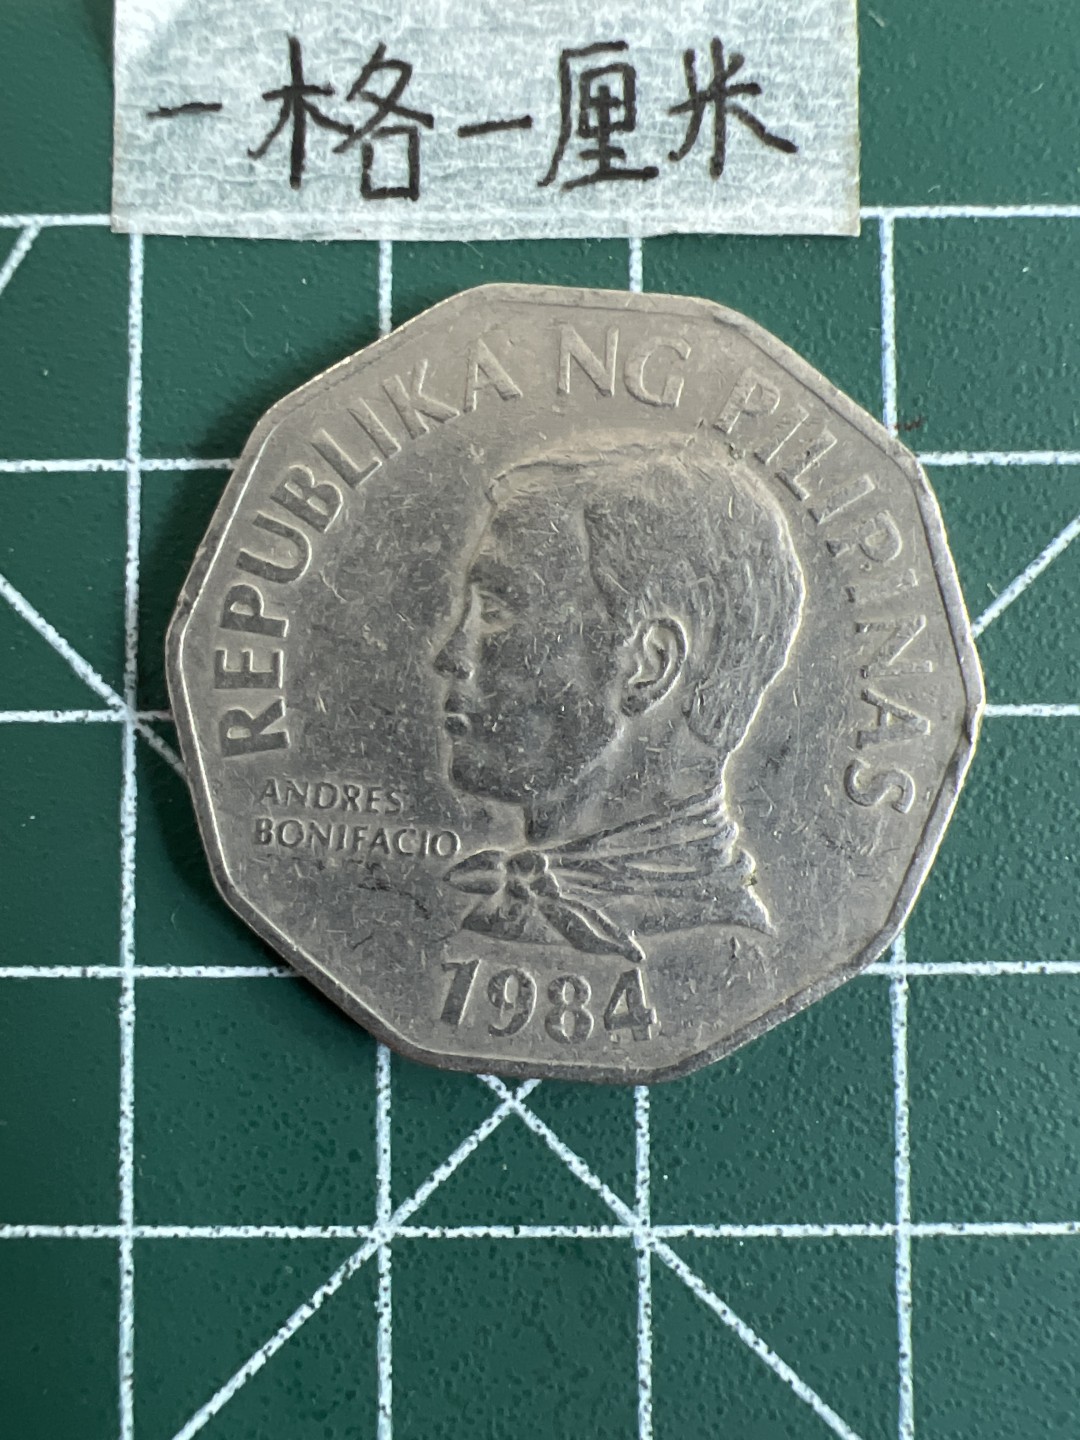 一格一厘米
REPUBLIKA NG PILIPINAS
ANDRES
BONIFACIO
1984